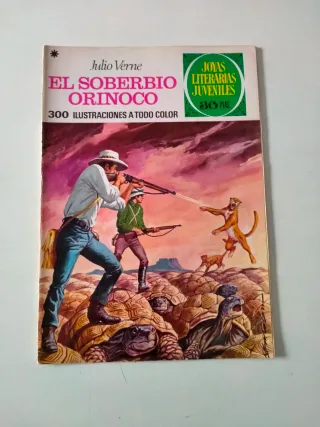 Julio Verne
EL SOBERBIO
ORINOCO
300 ILUSTRACIONES A TODO COLOR
JOYAS
LITERARIAS
JUVENILES